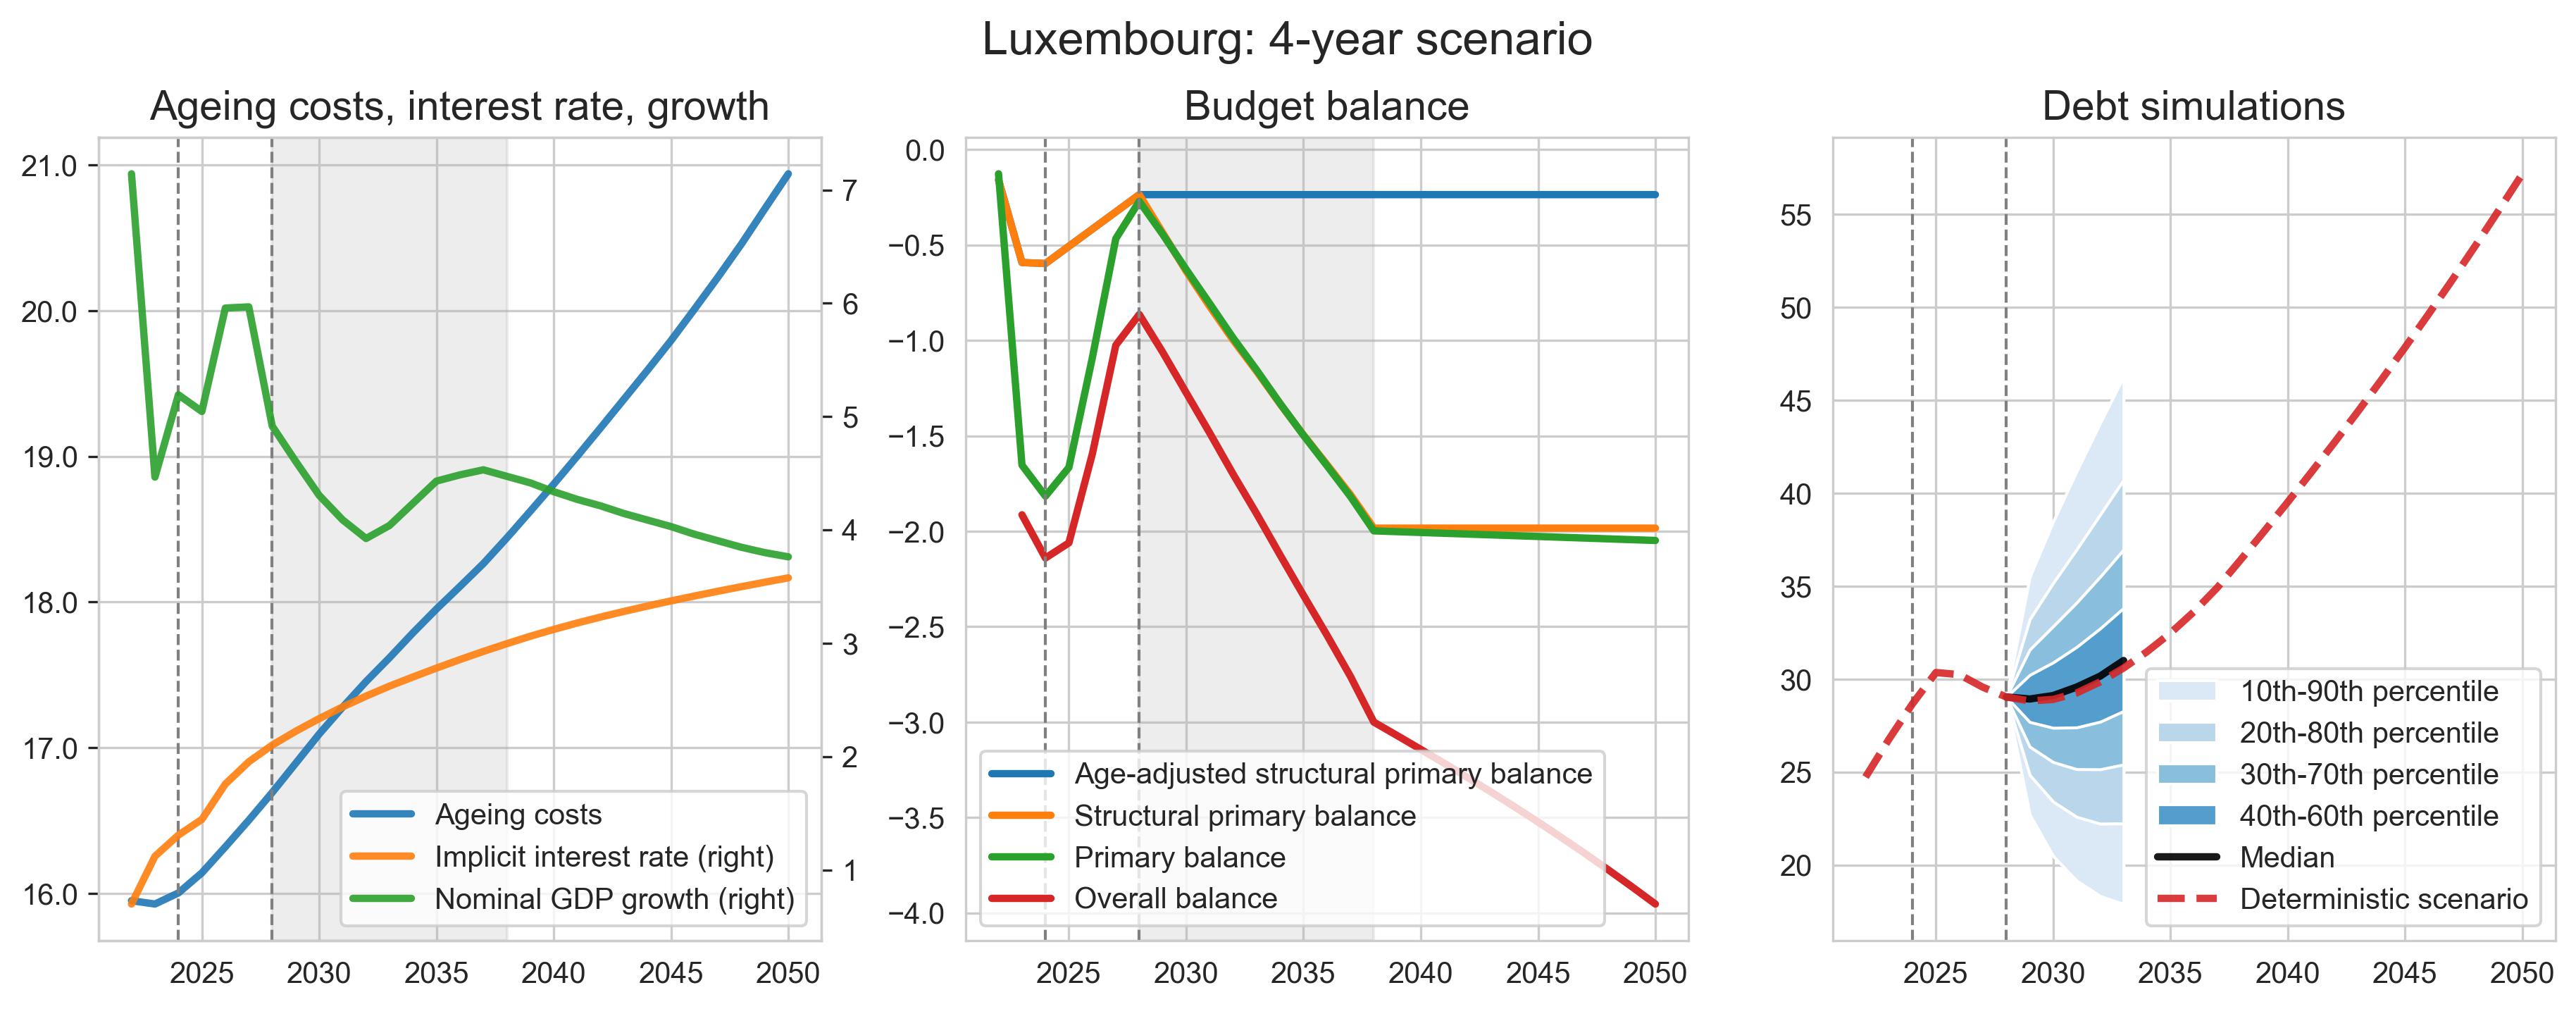 Luxembourg: 4-year scenario
Ageing costs, interest rate, growth
21.0
20.0
19.0
18.0
17.0
16.0
7
6
5
4
3
2
1
2025 2030 2035 2040 2045 2050
Ageing costs
Implicit interest rate (right)
Nominal GDP growth (right)
Budget balance
0.0
−0.5
−1.0
−1.5
−2.0
−2.5
−3.0
−3.5
−4.0
2025 2030 2035 2040 2045 2050
Age-adjusted structural primary balance
Structural primary balance
Primary balance
Overall balance
Debt simulations
55
50
45
40
35
30
25
20
2025 2030 2035 2040 2045 2050
10th-90th percentile
20th-80th percentile
30th-70th percentile
40th-60th percentile
Median
Deterministic scenario